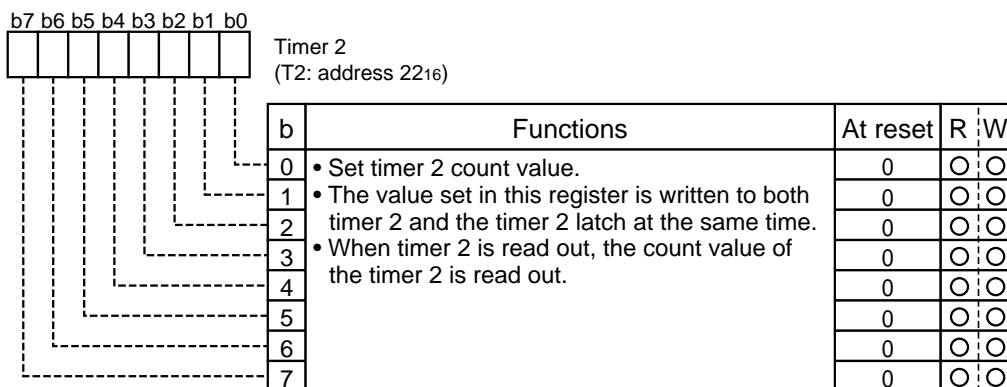 b7 b6 b5 b4 b3 b2 b1 b0
Timer 2
(T2: address 2216)
b Functions At reset R W
0 • Set timer 2 count value. 0 ○ ○
1 • The value set in this register is written to both 0 ○ ○
2 timer 2 and the timer 2 latch at the same time. 0 ○ ○
3 • When timer 2 is read out, the count value of 0 ○ ○
4 the timer 2 is read out. 0 ○ ○
5 0 ○ ○
6 0 ○ ○
7 0 ○ ○